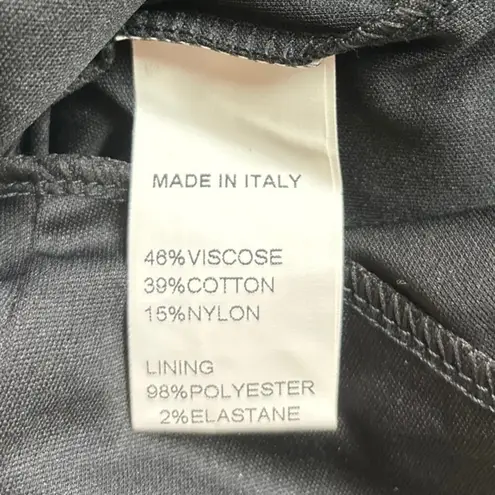 MADE IN ITALY
46%VISCOSE
39%COTTON
15%NYLON
LINING
98%POLYESTER
2%ELASTANE